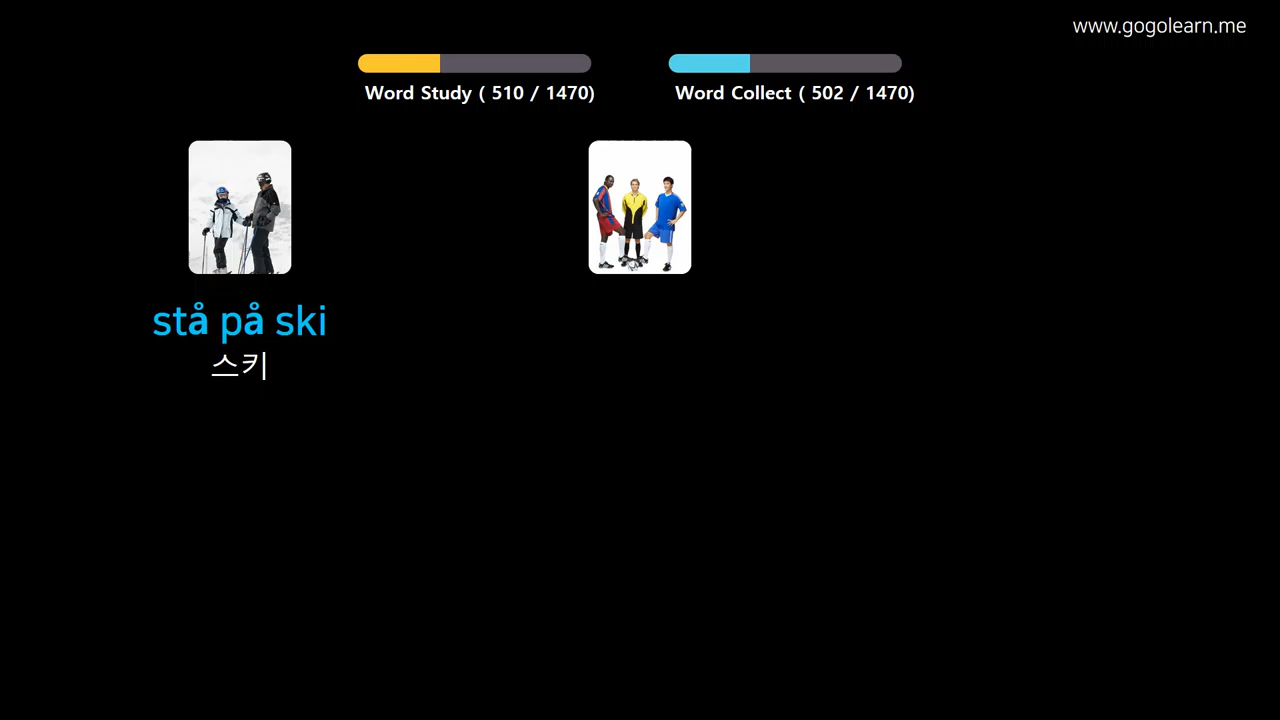 www.gogolearn.me
Word Study ( 510 / 1470)
Word Collect ( 502 / 1470)
stå på ski
스키